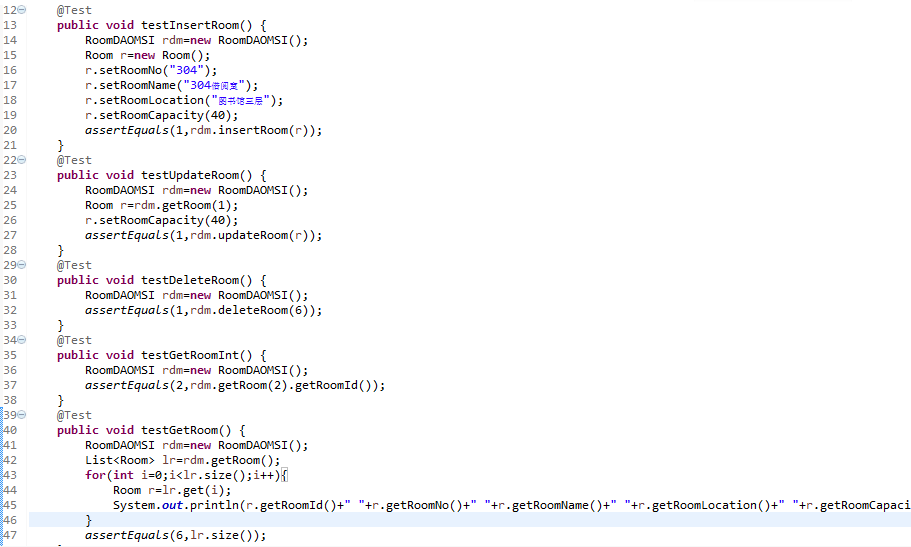 12 @Test
13 public void testInsertRoom() {
14 RoomDAOMSI rdm=new RoomDAOMSI();
15 Room r=new Room();
16 r.setRoomNo("304");
17 r.setRoomName("304借阅室");
18 r.setRoomLocation("图书馆三层");
19 r.setRoomCapacity(40);
20 assertEquals(1,rdm.insertRoom(r));
21 }
22 @Test
23 public void testUpdateRoom() {
24 RoomDAOMSI rdm=new RoomDAOMSI();
25 Room r=rdm.getRoom(1);
26 r.setRoomCapacity(40);
27 assertEquals(1,rdm.updateRoom(r));
28 }
29 @Test
30 public void testDeleteRoom() {
31 RoomDAOMSI rdm=new RoomDAOMSI();
32 assertEquals(1,rdm.deleteRoom(6));
33 }
34 @Test
35 public void testGetRoomInt() {
36 RoomDAOMSI rdm=new RoomDAOMSI();
37 assertEquals(2,rdm.getRoom(2).getRoomId());
38 }
39 @Test
40 public void testGetRoom() {
41 RoomDAOMSI rdm=new RoomDAOMSI();
42 List<Room> lr=rdm.getRoom();
43 for(int i=0;i<lr.size();i++){
44 Room r=lr.get(i);
45 System.out.println(r.getRoomId()+" "+r.getRoomNo()+" "+r.getRoomName()+" "+r.getRoomLocation()+" "+r.getRoomCapaci
46 }
47 assertEquals(6,lr.size());